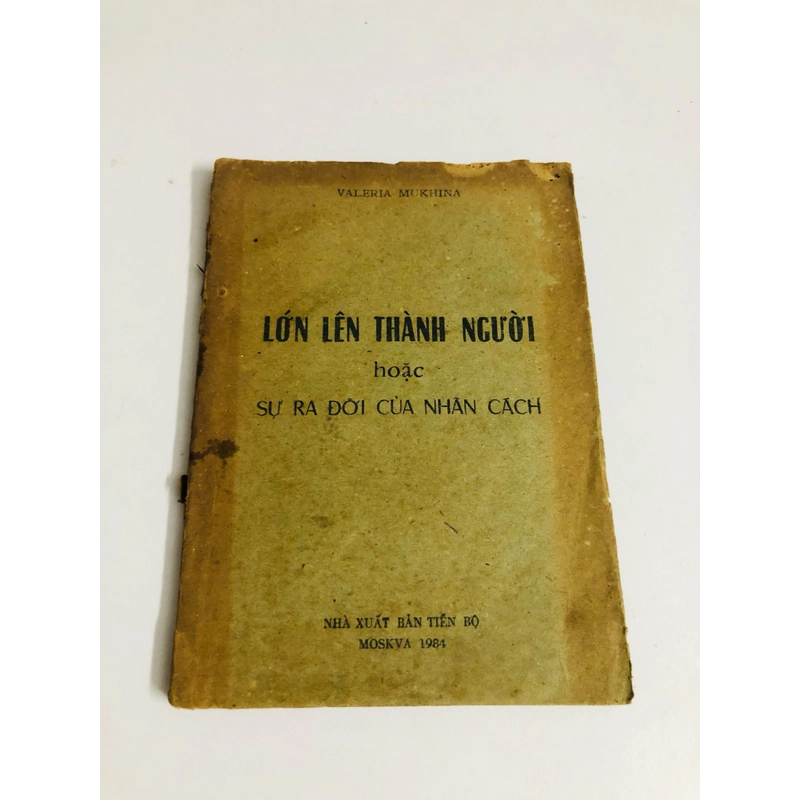 VALERIA MUKHINA
LỚN LÊN THÀNH NGƯỜI
hoặc
SỰ RA ĐỜI CỦA NHÂN CÁCH
NHÀ XUẤT BẢN TIẾN BỘ
MOSKVA 1984